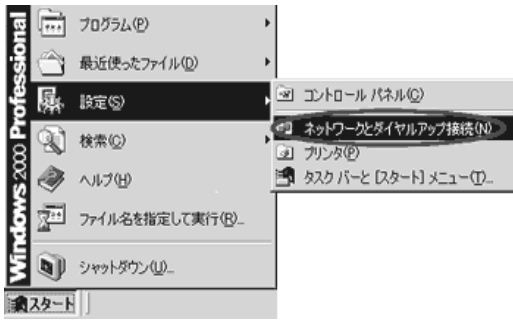 Windows 2000 Professional
プログラム(P)
最近使ったファイル(D)
設定(S)
検索(C)
ヘルプ(H)
ファイル名を指定して実行(R)...
シャットダウン(U)...
スタート
コントロール パネル(C)
ネットワークとダイヤルアップ接続(N)
プリンタ(P)
タスク バーと [スタート] メニュー(T)...